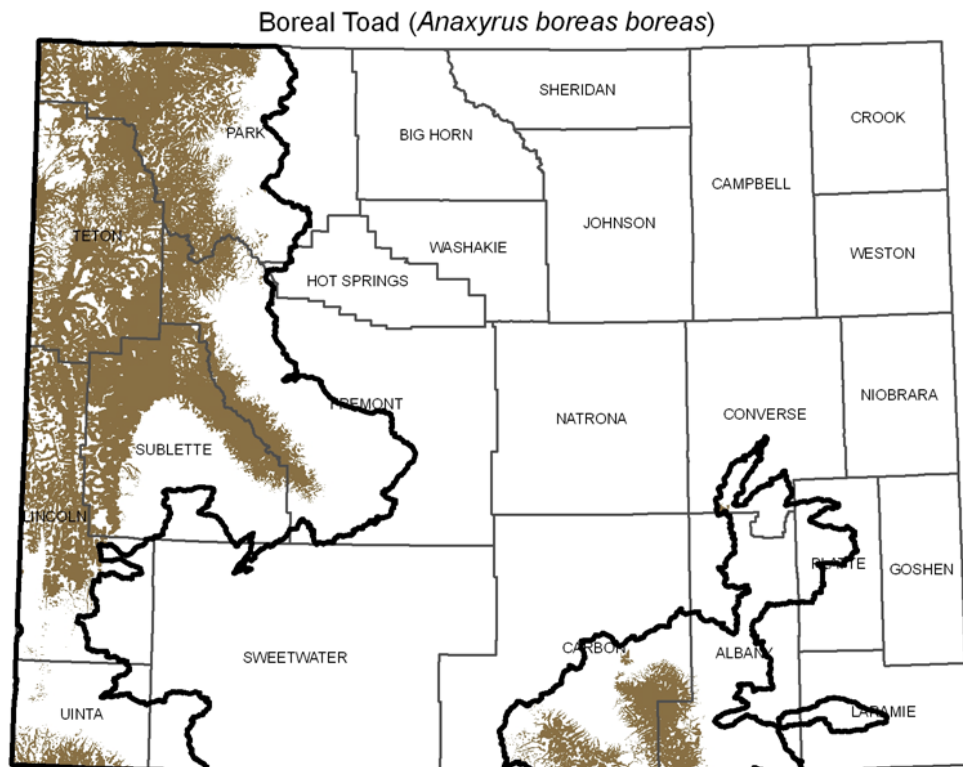 Boreal Toad (Anaxyrus boreas boreas)
SHERIDAN
CROOK
PARK
BIG HORN
CAMPBELL
JOHNSON
TETON
WASHAKIE
WESTON
HOT SPRINGS
NIOBRARA
FREMONT
NATRONA
CONVERSE
SUBLETTE
LINCOLN
PLATTE
GOSHEN
CARBON
ALBANY
SWEETWATER
UINTA
LARAMIE